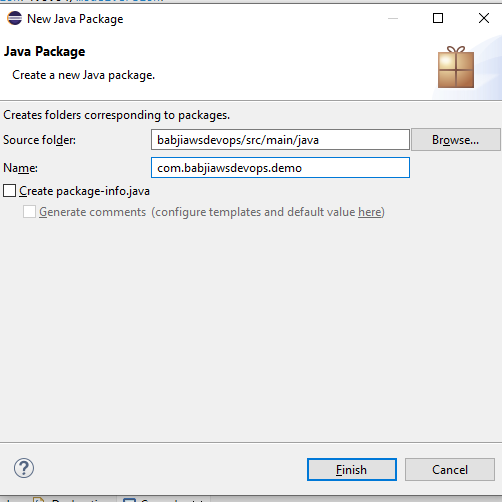 New Java Package
Java Package
Create a new Java package.
Creates folders corresponding to packages.
Source folder: babjiawsdevops/src/main/java Browse...
Name: com.babjiawsdevops.demo
Create package-info.java
Generate comments (configure templates and default value here)
? Finish Cancel